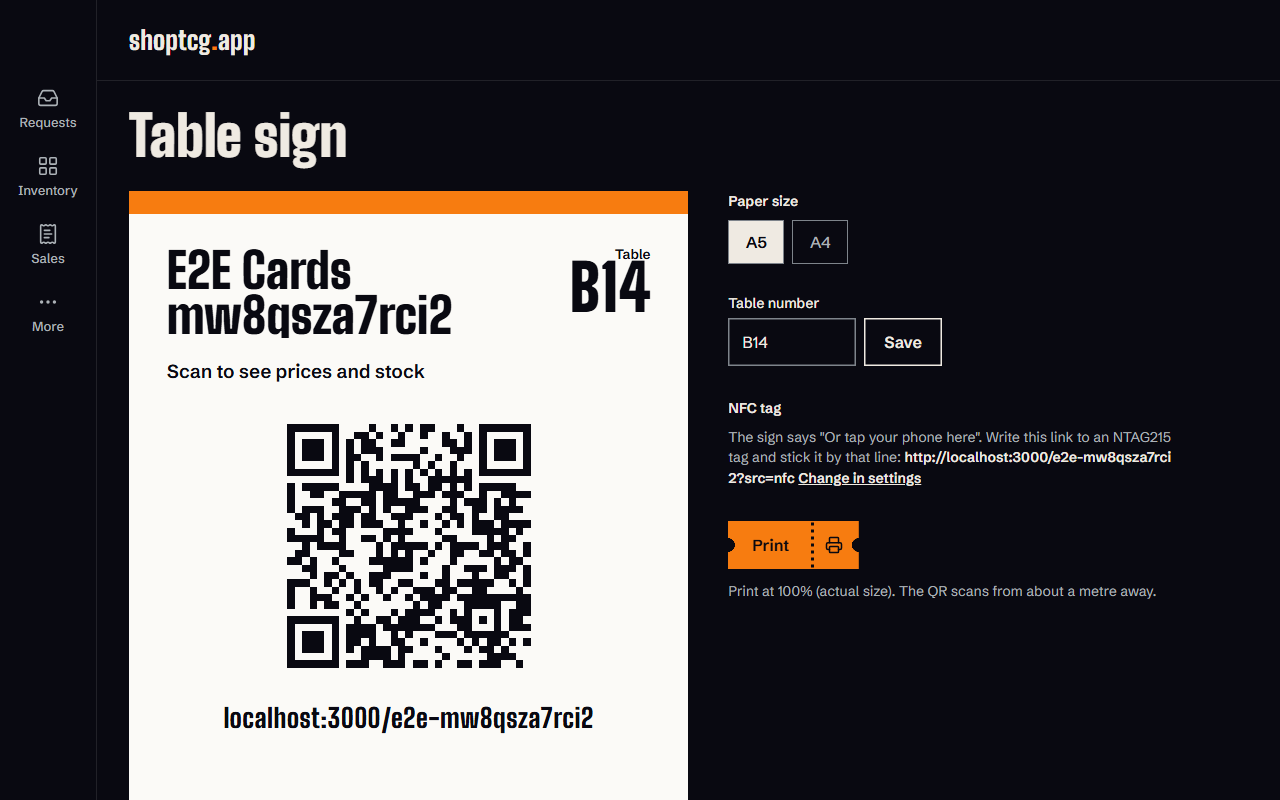 shoptcg.app
Requests
Inventory
Sales
More
Table sign
E2E Cards
mw8qsza7rci2
Table
B14
Scan to see prices and stock
localhost:3000/e2e-mw8qsza7rci2
Paper size
A5
A4
Table number
B14
Save
NFC tag
The sign says "Or tap your phone here". Write this link to an NTAG215
tag and stick it by that line: http://localhost:3000/e2e-mw8qsza7rci
2?src=nfc Change in settings
Print
Print at 100% (actual size). The QR scans from about a metre away.